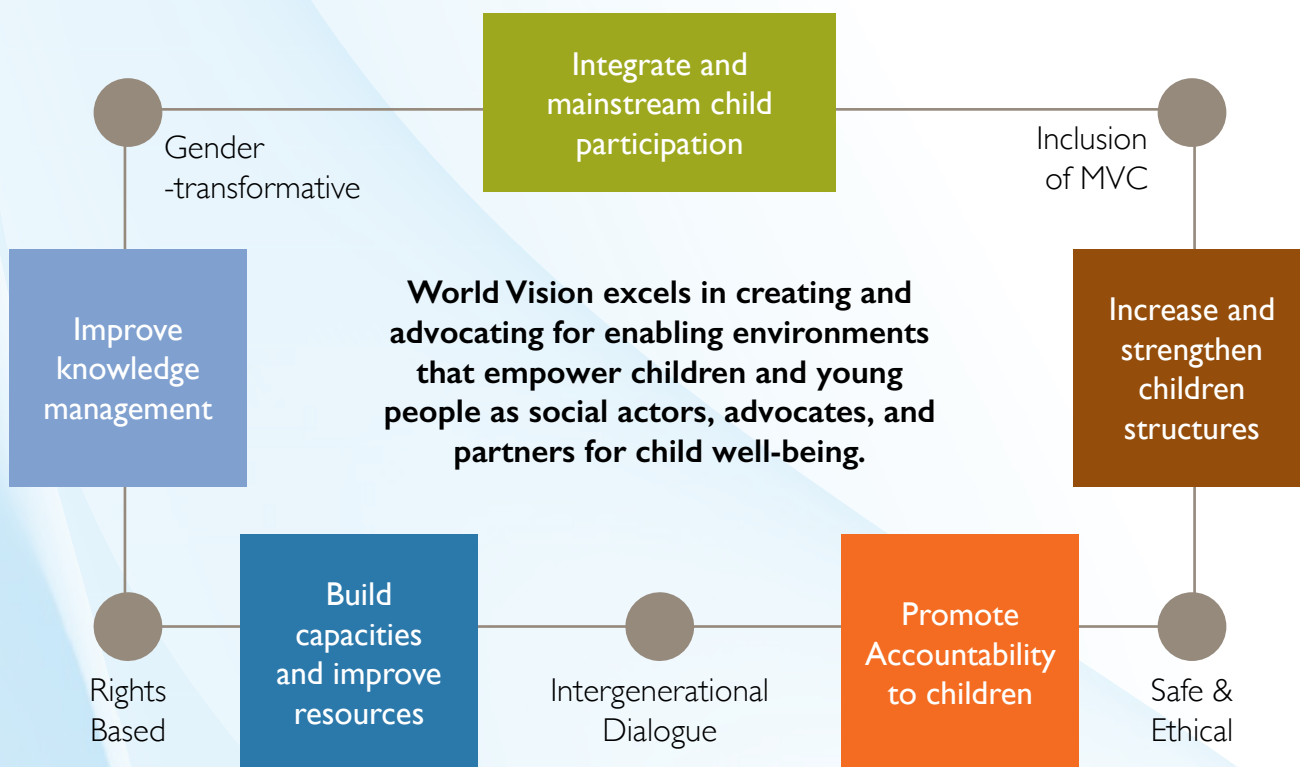 Integrate and
mainstream child
participation
Gender
-transformative
Inclusion
of MVC
Improve
knowledge
management
World Vision excels in creating and
advocating for enabling environments
that empower children and young
people as social actors, advocates, and
partners for child well-being.
Increase and
strengthen
children
structures
Build
capacities
and improve
resources
Promote
Accountability
to children
Rights
Based
Intergenerational
Dialogue
Safe &
Ethical